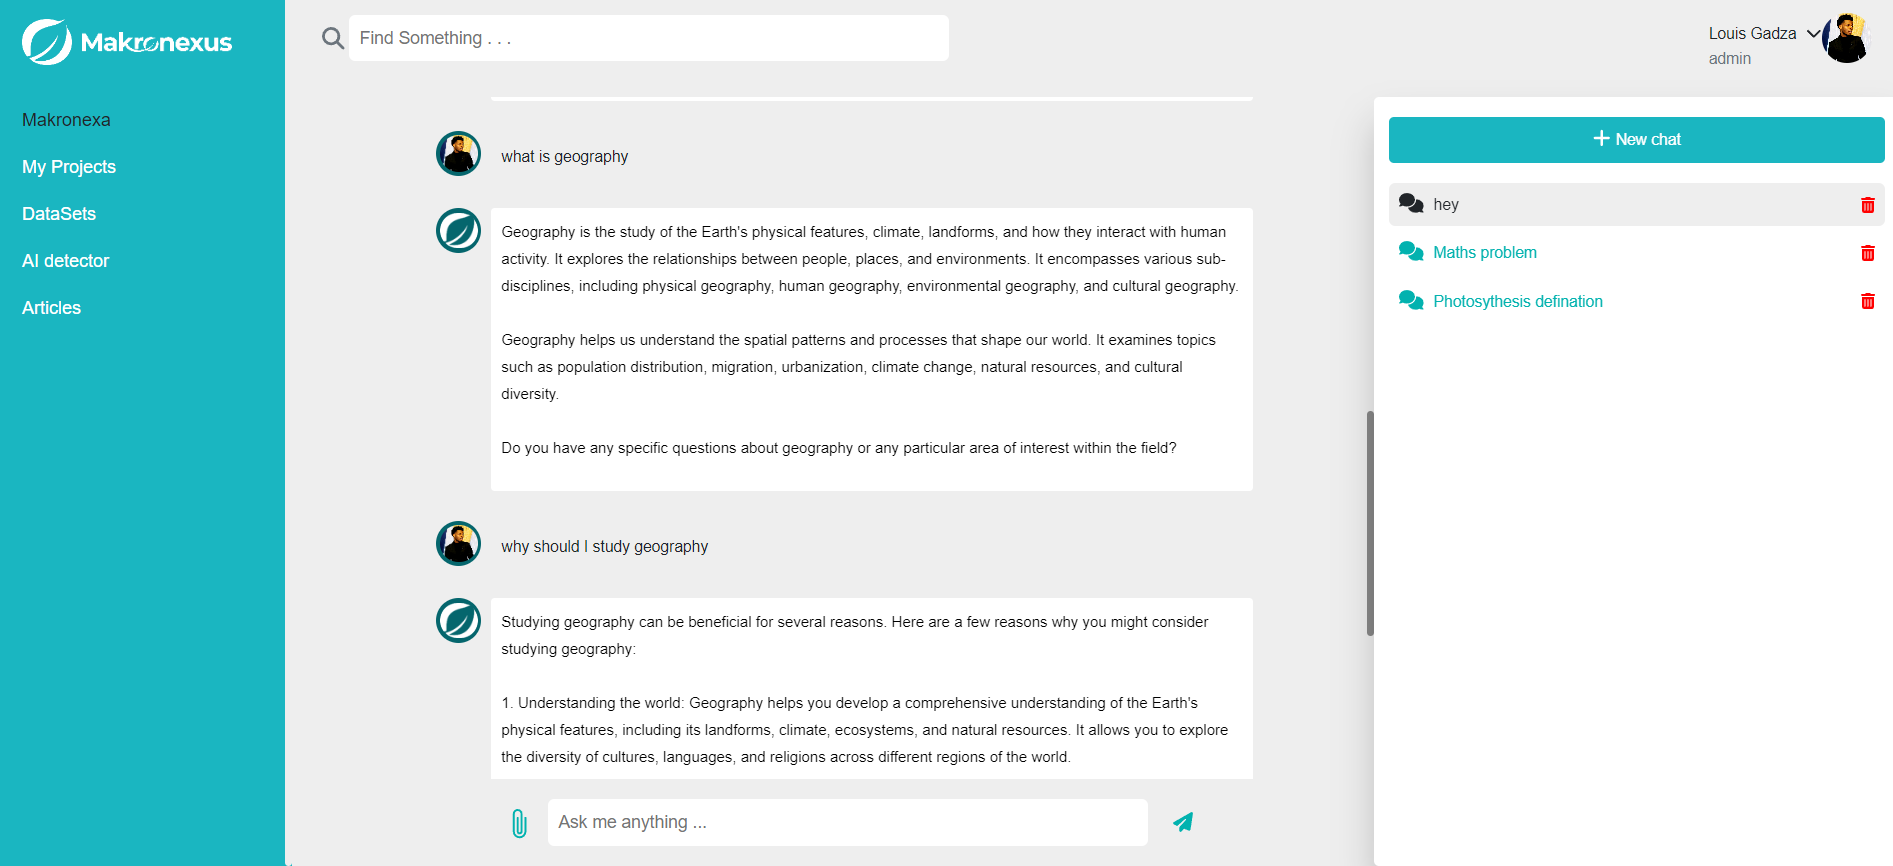 Makronexus
Makronexa
My Projects
DataSets
AI detector
Articles
Find Something . . .
Louis Gadza
admin
what is geography
Geography is the study of the Earth's physical features, climate, landforms, and how they interact with human
activity. It explores the relationships between people, places, and environments. It encompasses various sub-
disciplines, including physical geography, human geography, environmental geography, and cultural geography.
Geography helps us understand the spatial patterns and processes that shape our world. It examines topics
such as population distribution, migration, urbanization, climate change, natural resources, and cultural
diversity.
Do you have any specific questions about geography or any particular area of interest within the field?
why should I study geography
Studying geography can be beneficial for several reasons. Here are a few reasons why you might consider
studying geography:
1. Understanding the world: Geography helps you develop a comprehensive understanding of the Earth's
physical features, including its landforms, climate, ecosystems, and natural resources. It allows you to explore
the diversity of cultures, languages, and religions across different regions of the world.
Ask me anything ...
New chat
hey
Maths problem
Photosythesis defination